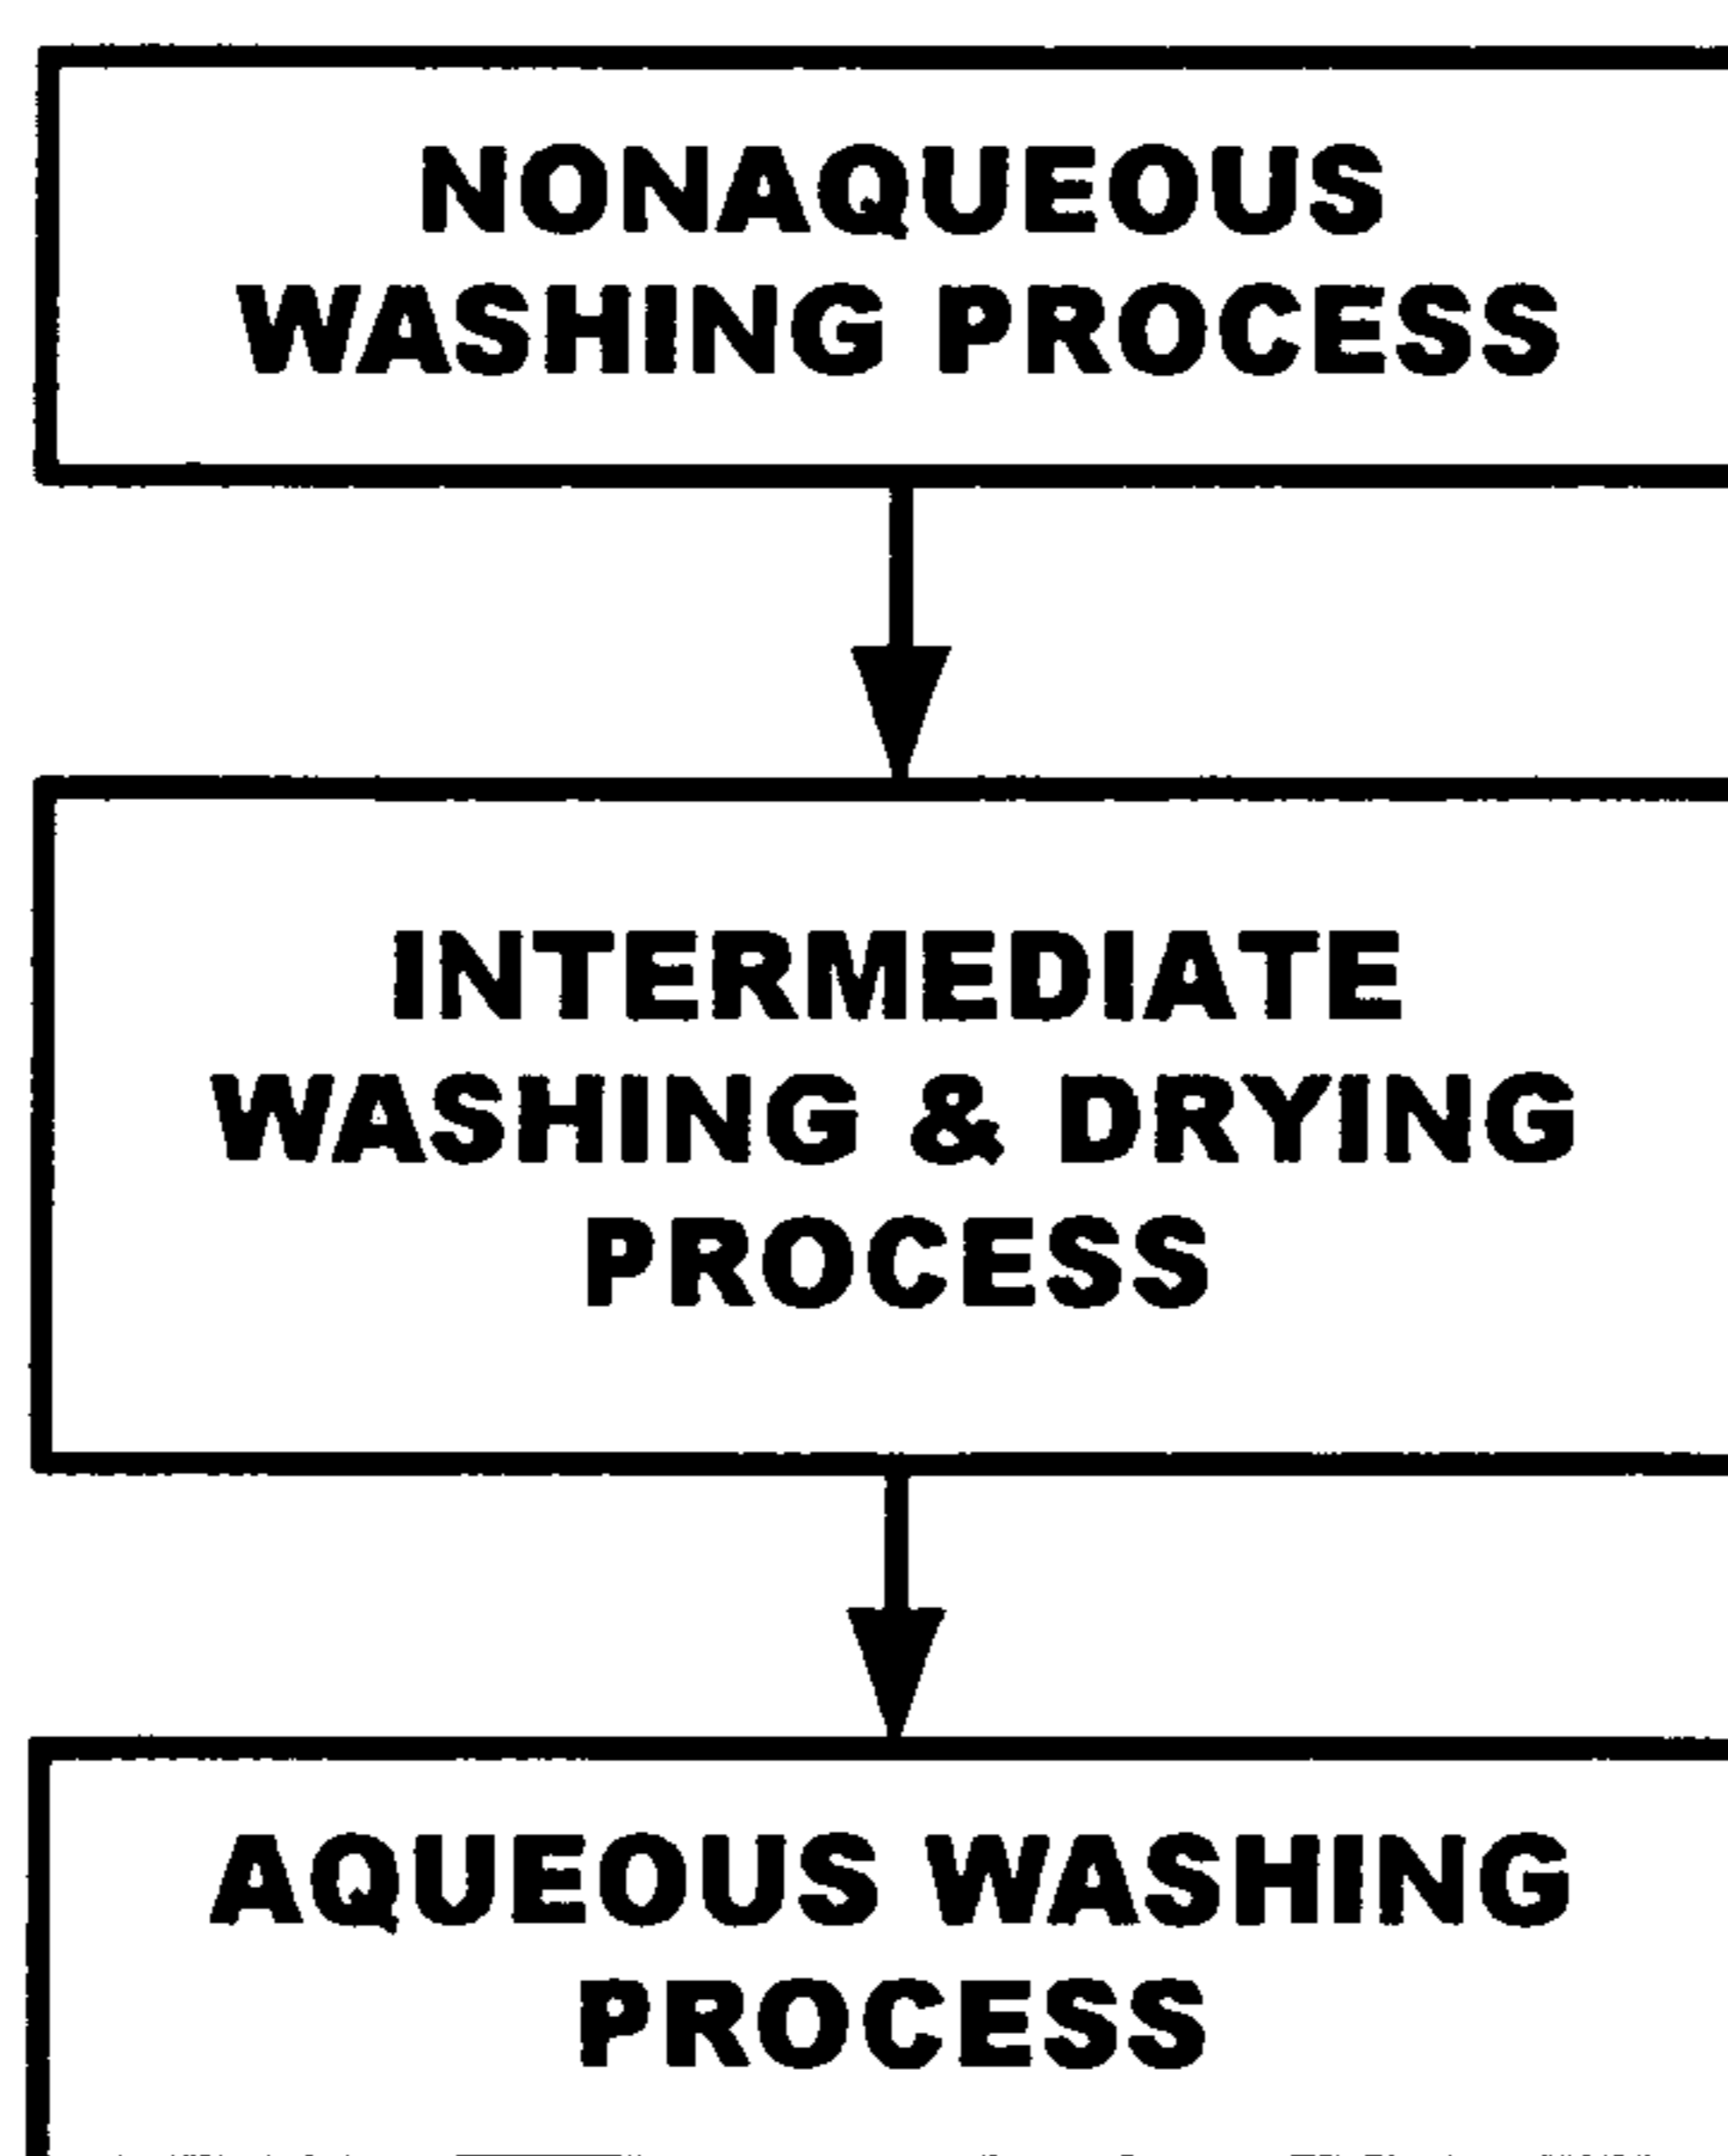 NONAQUEOUS
WASHING PROCESS
INTERMEDIATE
WASHING & DRYING
PROCESS
AQUEOUS WASHING
PROCESS